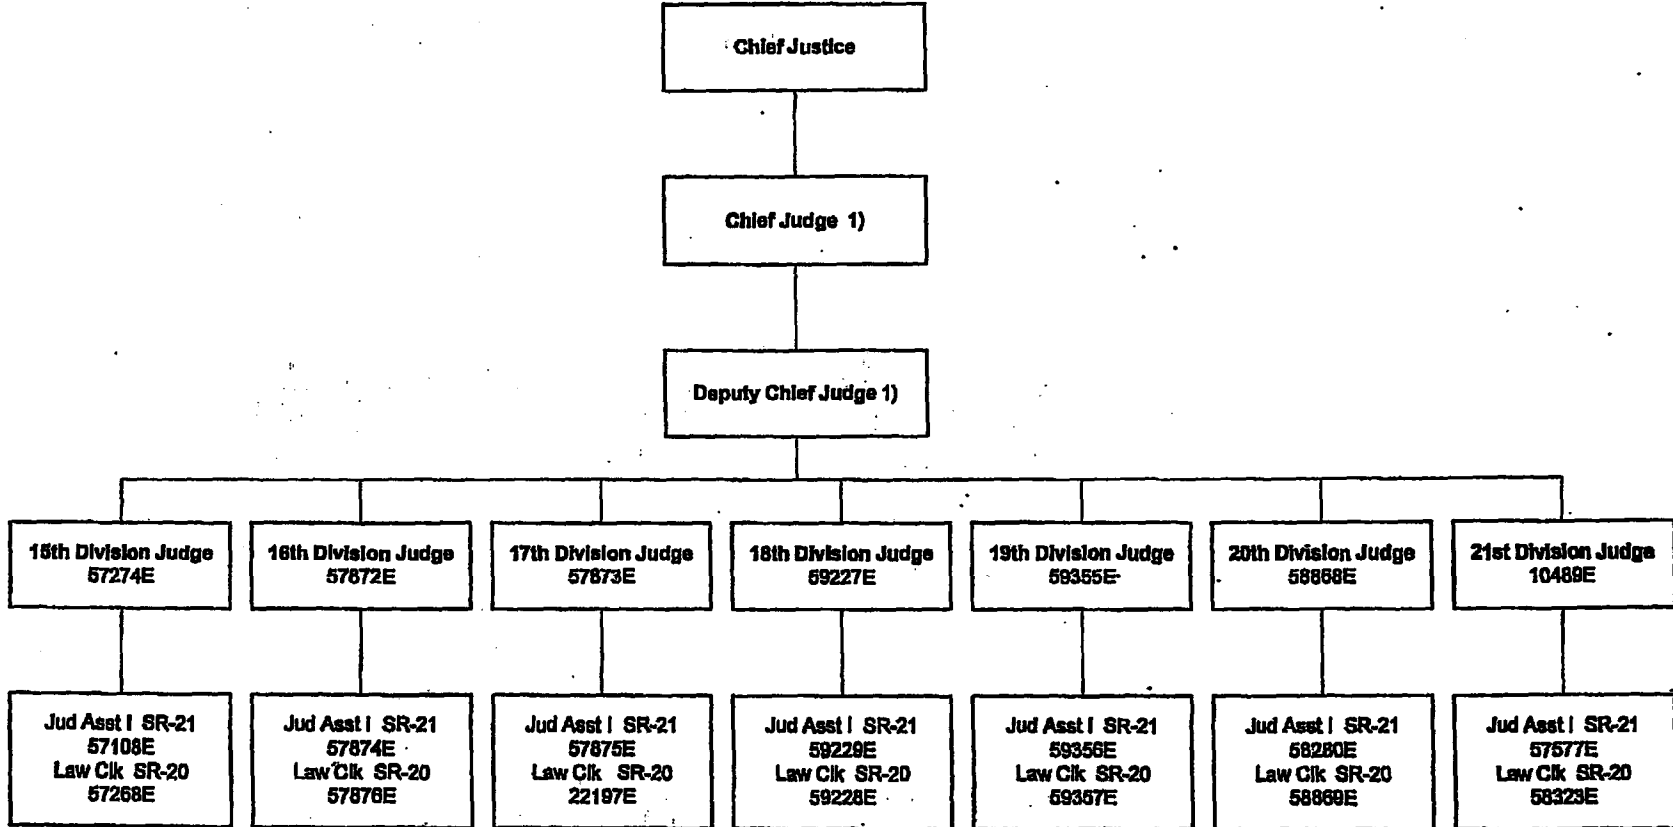 Chief Justice
Chief Judge 1)
Deputy Chief Judge 1)
15th Division Judge
57274E
16th Division Judge
57872E
17th Division Judge
57873E
18th Division Judge
59227E
19th Division Judge
59355E
20th Division Judge
58868E
21st Division Judge
10489E
Jud Asst I SR-21
57108E
Law Clk SR-20
57268E
Jud Asst I SR-21
57874E
Law Clk SR-20
57876E
Jud Asst I SR-21
57875E
Law Clk SR-20
22197E
Jud Asst I SR-21
59229E
Law Clk SR-20
59228E
Jud Asst I SR-21
59356E
Law Clk SR-20
59357E
Jud Asst I SR-21
58280E
Law Clk SR-20
58869E
Jud Asst I SR-21
57577E
Law Clk SR-20
58323E